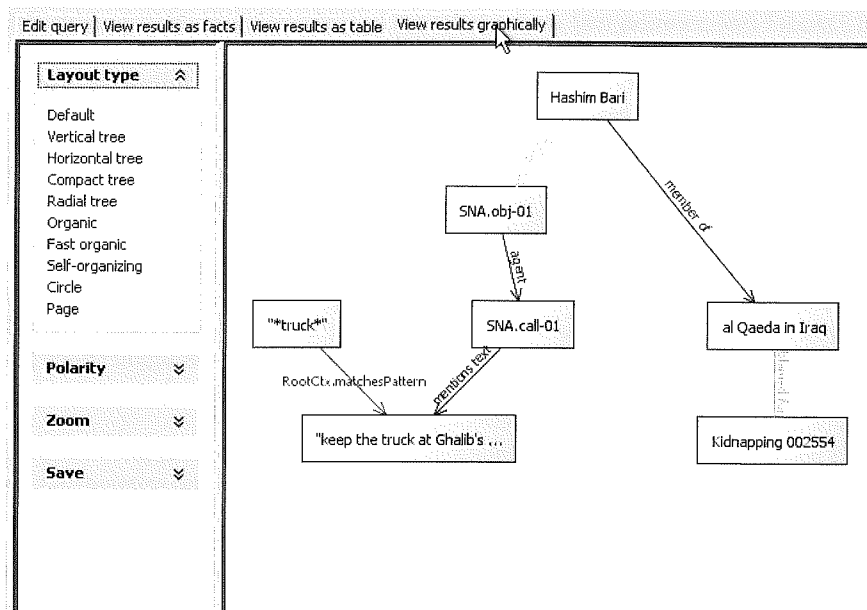 Edit query
View results as facts
View results as table
View results graphically
Layout type
Default
Vertical tree
Horizontal tree
Compact tree
Radial tree
Organic
Fast organic
Self-organizing
Circle
Page
Polarity
Zoom
Save
Hashim Bari
member of
SNA.obj-01
agent
"*truck*"
SNA.call-01
al Qaeda in Iraq
RootCtx.matchesPattern
mentions text
"keep the truck at Ghalib's ...
Kidnapping 002554